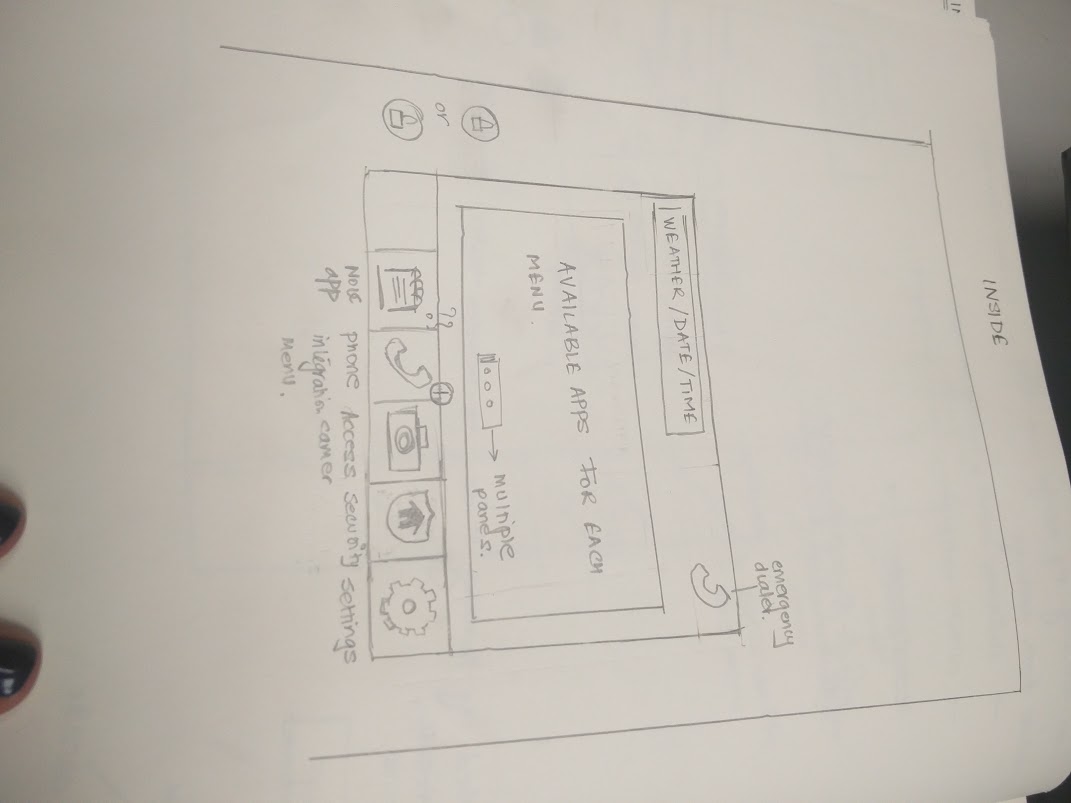 INSIDE
emergency
dialer.
WEATHER / DATE / TIME
AVAILABLE APPS FOR EACH
MENU.
MULTIPLE
panes.
or
??
Note phone Access security settings
app integration camer
Menu.